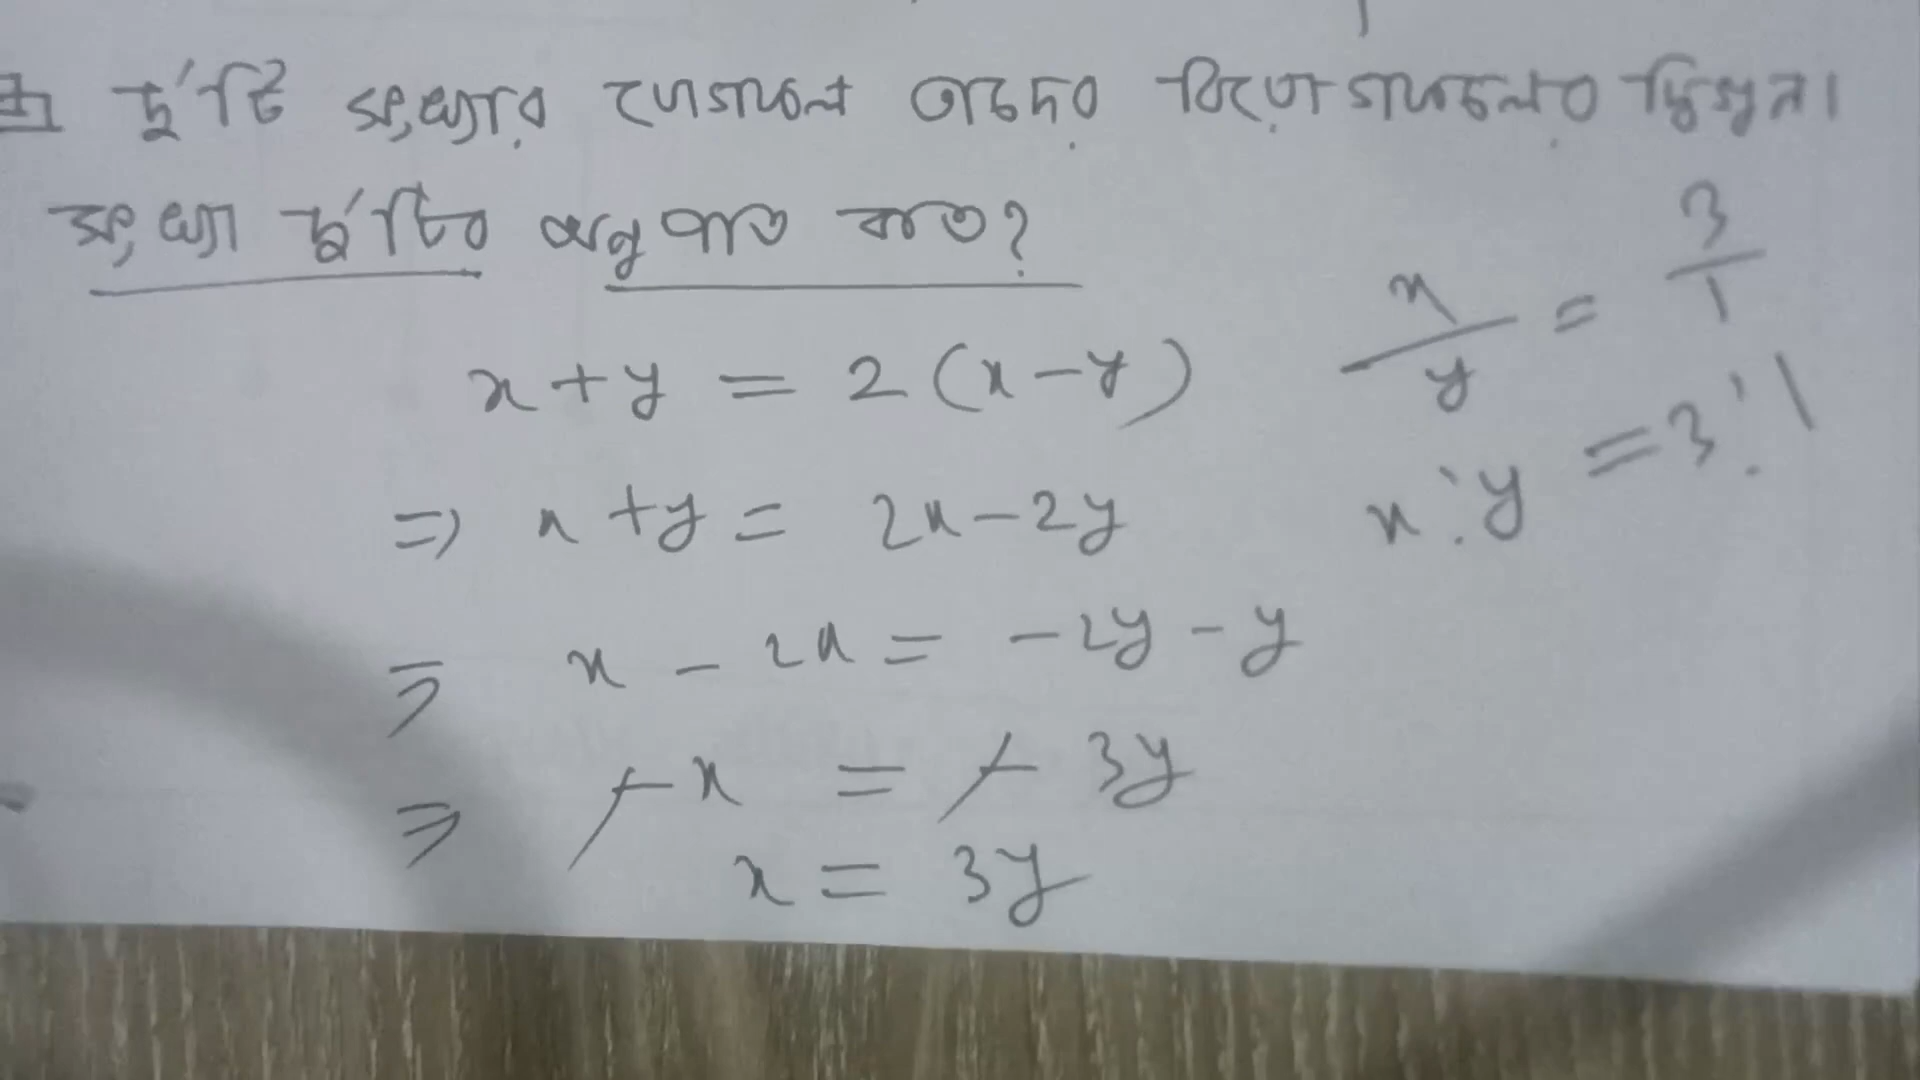 দু'টি সংখ্যার যোগফল তাদের বিয়োগফলের দ্বিগুন।
সংখ্যা দু'টির অনুপাত কত?
x + y = 2 (x - y)
=> x + y = 2x - 2y
=> x - 2x = -2y - y
=> -x = -3y
x = 3y
x/y = 3/1
x : y = 3 : 1